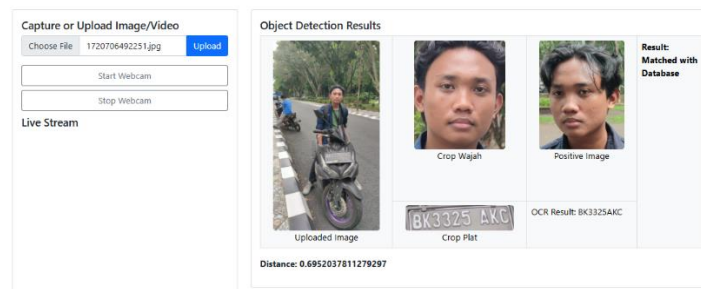 Capture or Upload Image/Video
Choose File 1720706492251.jpg Upload
Start Webcam
Stop Webcam
Live Stream
Object Detection Results
Uploaded Image
Crop Wajah
BK3325 AKC
Crop Plat
Positive Image
OCR Result: BK3325AKC
Result:
Matched with
Database
Distance: 0.6952037811279297